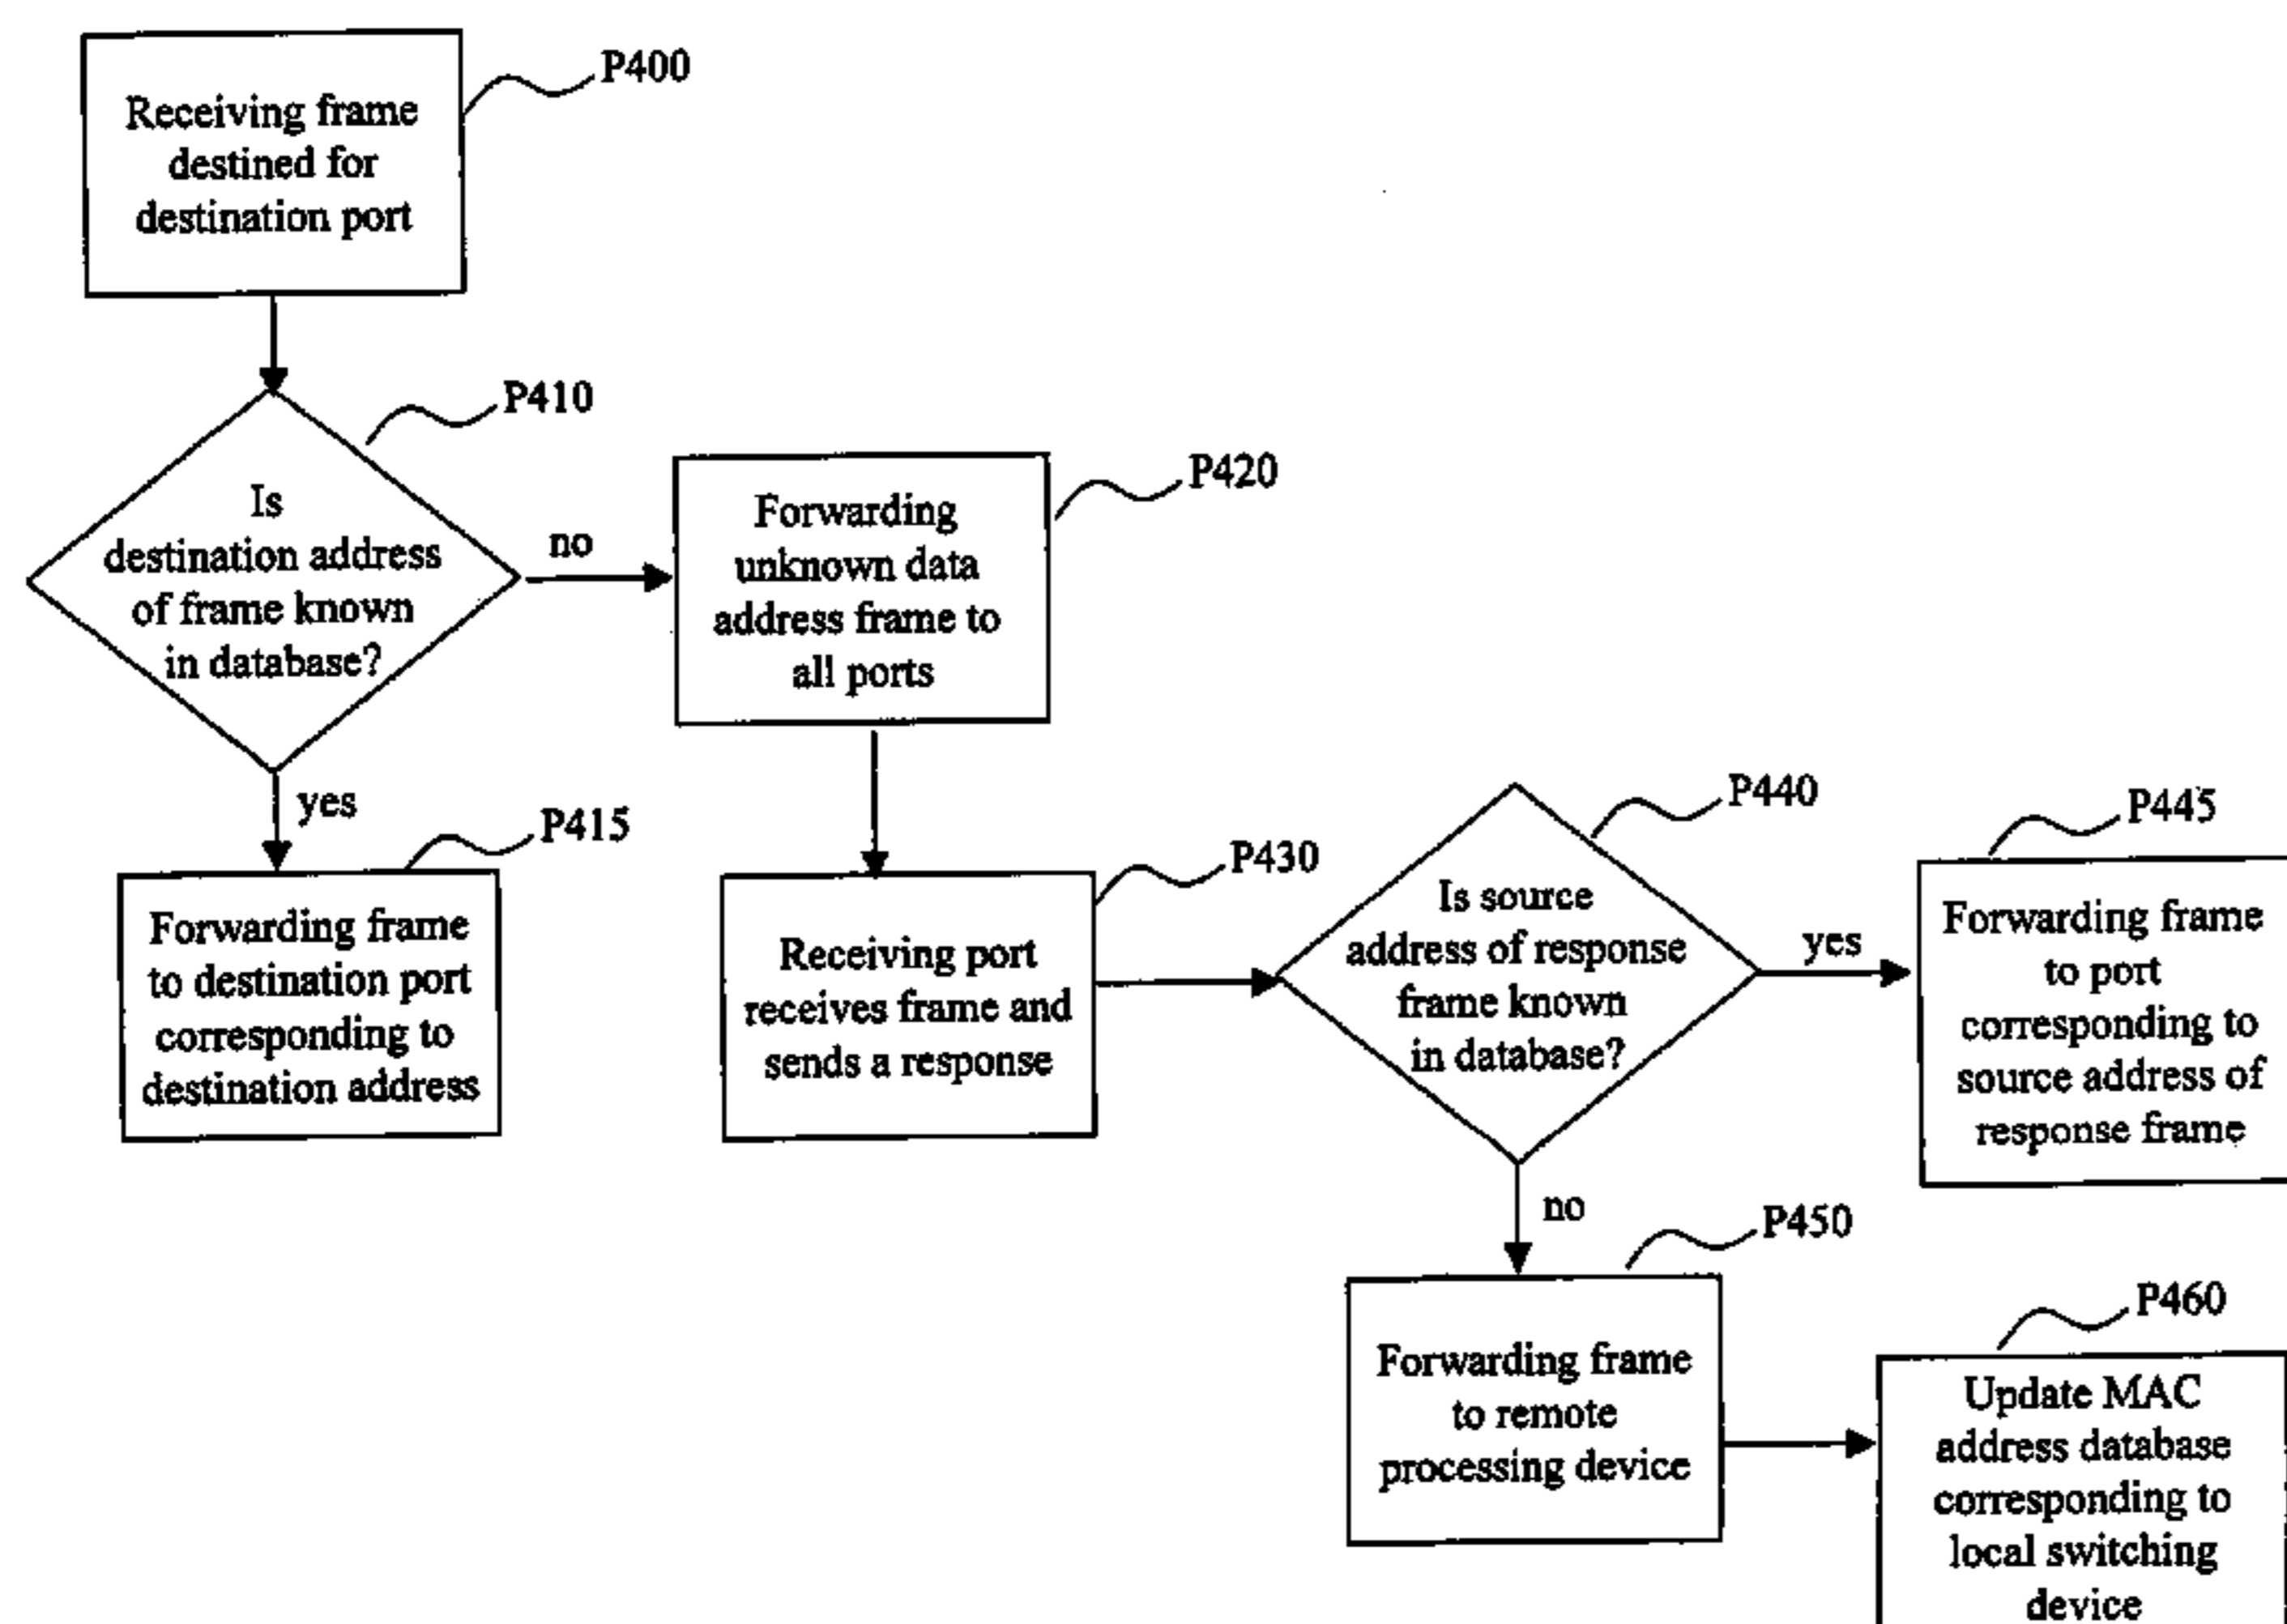 P400
Receiving frame
destined for
destination port
P410
Is
destination address
of frame known
in database?
no
yes
P420
Forwarding
unknown data
address frame to
all ports
P415
Forwarding frame
to destination port
corresponding to
destination address
P430
Receiving port
receives frame and
sends a response
P440
Is source
address of response
frame known
in database?
yes
no
P445
Forwarding frame
to port
corresponding to
source address of
response frame
P450
Forwarding frame
to remote
processing device
P460
Update MAC
address database
corresponding to
local switching
device